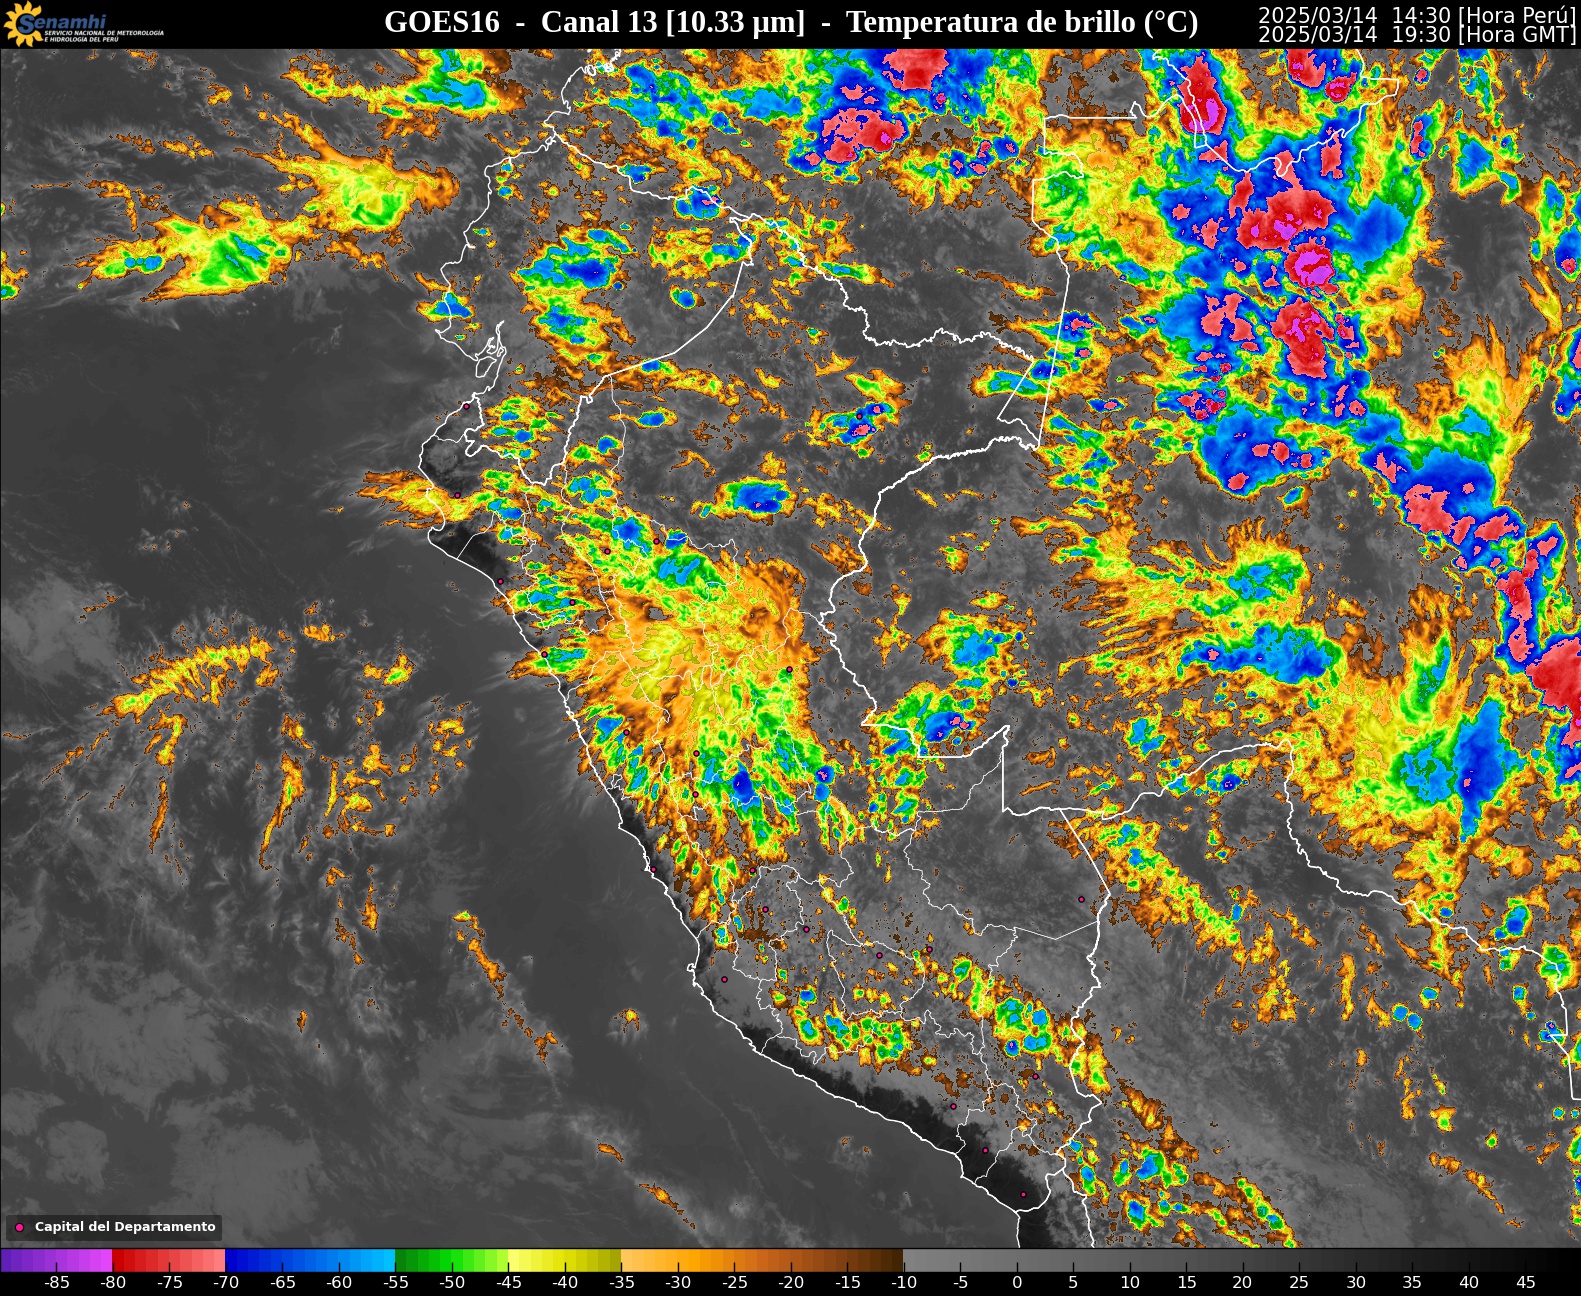 Senamhi
SERVICIO NACIONAL DE METEOROLOGÍA
E HIDROLOGÍA DEL PERÚ
GOES16 - Canal 13 [10.33 µm] - Temperatura de brillo (°C)
2025/03/14 14:30 [Hora Perú]
2025/03/14 19:30 [Hora GMT]
Capital del Departamento
-85 -80 -75 -70 -65 -60 -55 -50 -45 -40 -35 -30 -25 -20 -15 -10 -5 0 5 10 15 20 25 30 35 40 45